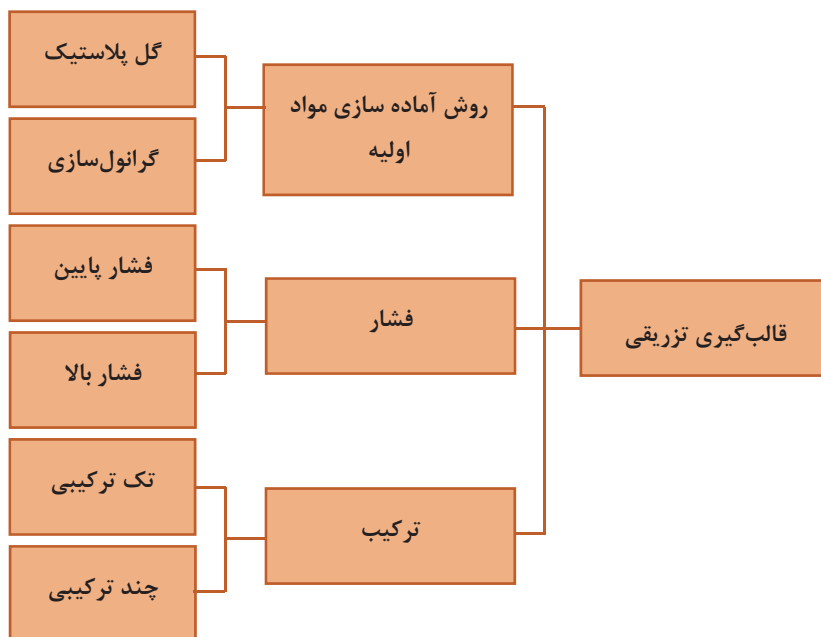 قالب‌گیری تزریقی
روش آماده سازی مواد
اولیه
گل پلاستیک
گرانول‌سازی
فشار
فشار پایین
فشار بالا
ترکیب
تک ترکیبی
چند ترکیبی